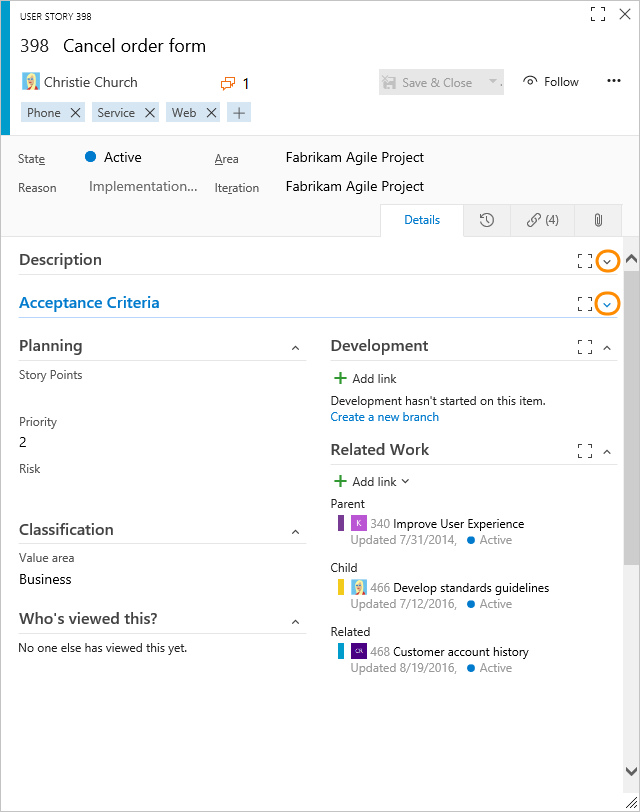 USER STORY 398
398 Cancel order form
Christie Church 1 Save & Close Follow
Phone Service Web
State Active Area Fabrikam Agile Project
Reason Implementation... Iteration Fabrikam Agile Project
Details (4)
Description
Acceptance Criteria
Planning
Story Points
Priority
2
Risk
Classification
Value area
Business
Who's viewed this?
No one else has viewed this yet.
Development
Add link
Development hasn't started on this item.
Create a new branch
Related Work
Add link
Parent
K 340 Improve User Experience
Updated 7/31/2014, Active
Child
466 Develop standards guidelines
Updated 7/12/2016, Active
Related
CR 468 Customer account history
Updated 8/19/2016, Active